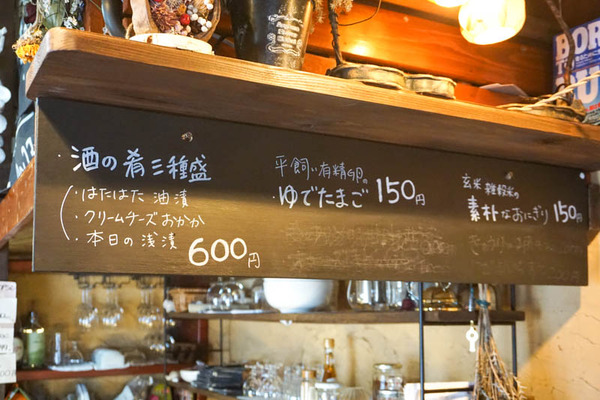 ・酒の肴 三種盛
・はたはた 油漬
・クリームチーズおかか
・本日の浅漬
600円
平飼い有精卵の
・ゆでたまご 150円
玄米 雑穀米の
素朴なおにぎり 150円
BOR